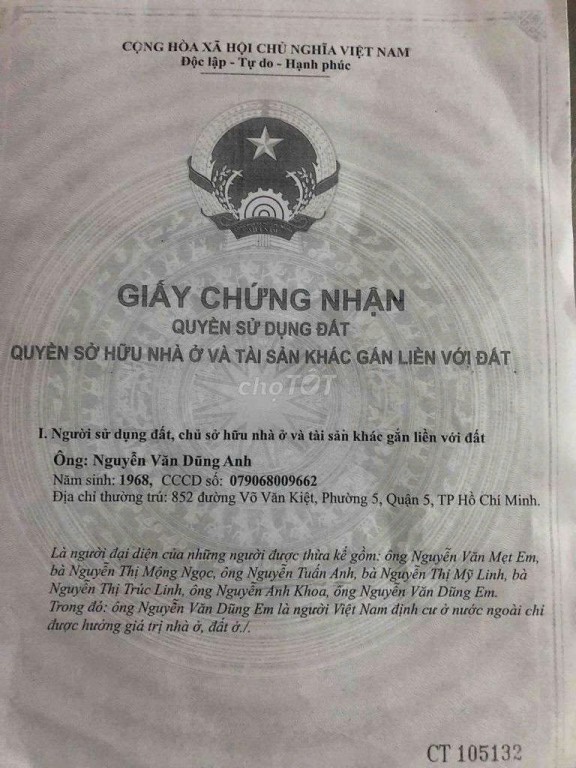 CỘNG HÒA XÃ HỘI CHỦ NGHĨA VIỆT NAM
Độc lập - Tự do - Hạnh phúc
GIẤY CHỨNG NHẬN
QUYỀN SỬ DỤNG ĐẤT
QUYỀN SỞ HỮU NHÀ Ở VÀ TÀI SẢN KHÁC GẮN LIỀN VỚI ĐẤT
chợTỐT
I. Người sử dụng đất, chủ sở hữu nhà ở và tài sản khác gắn liền với đất
Ông: Nguyễn Văn Dũng Anh
Năm sinh: 1968, CCCD số: 079068009662
Địa chỉ thường trú: 852 đường Võ Văn Kiệt, Phường 5, Quận 5, TP Hồ Chí Minh.
Là người đại diện của những người được thừa kế gồm: ông Nguyễn Văn Mẹt Em,
bà Nguyễn Thị Mộng Ngọc, ông Nguyễn Tuấn Anh, bà Nguyễn Thị Mỹ Linh, bà
Nguyễn Thị Trúc Linh, ông Nguyễn Anh Khoa, ông Nguyễn Văn Dũng Em.
Trong đó: ông Nguyễn Văn Dũng Em là người Việt Nam định cư ở nước ngoài chỉ
được hưởng giá trị nhà ở, đất ở./.
CT 105132